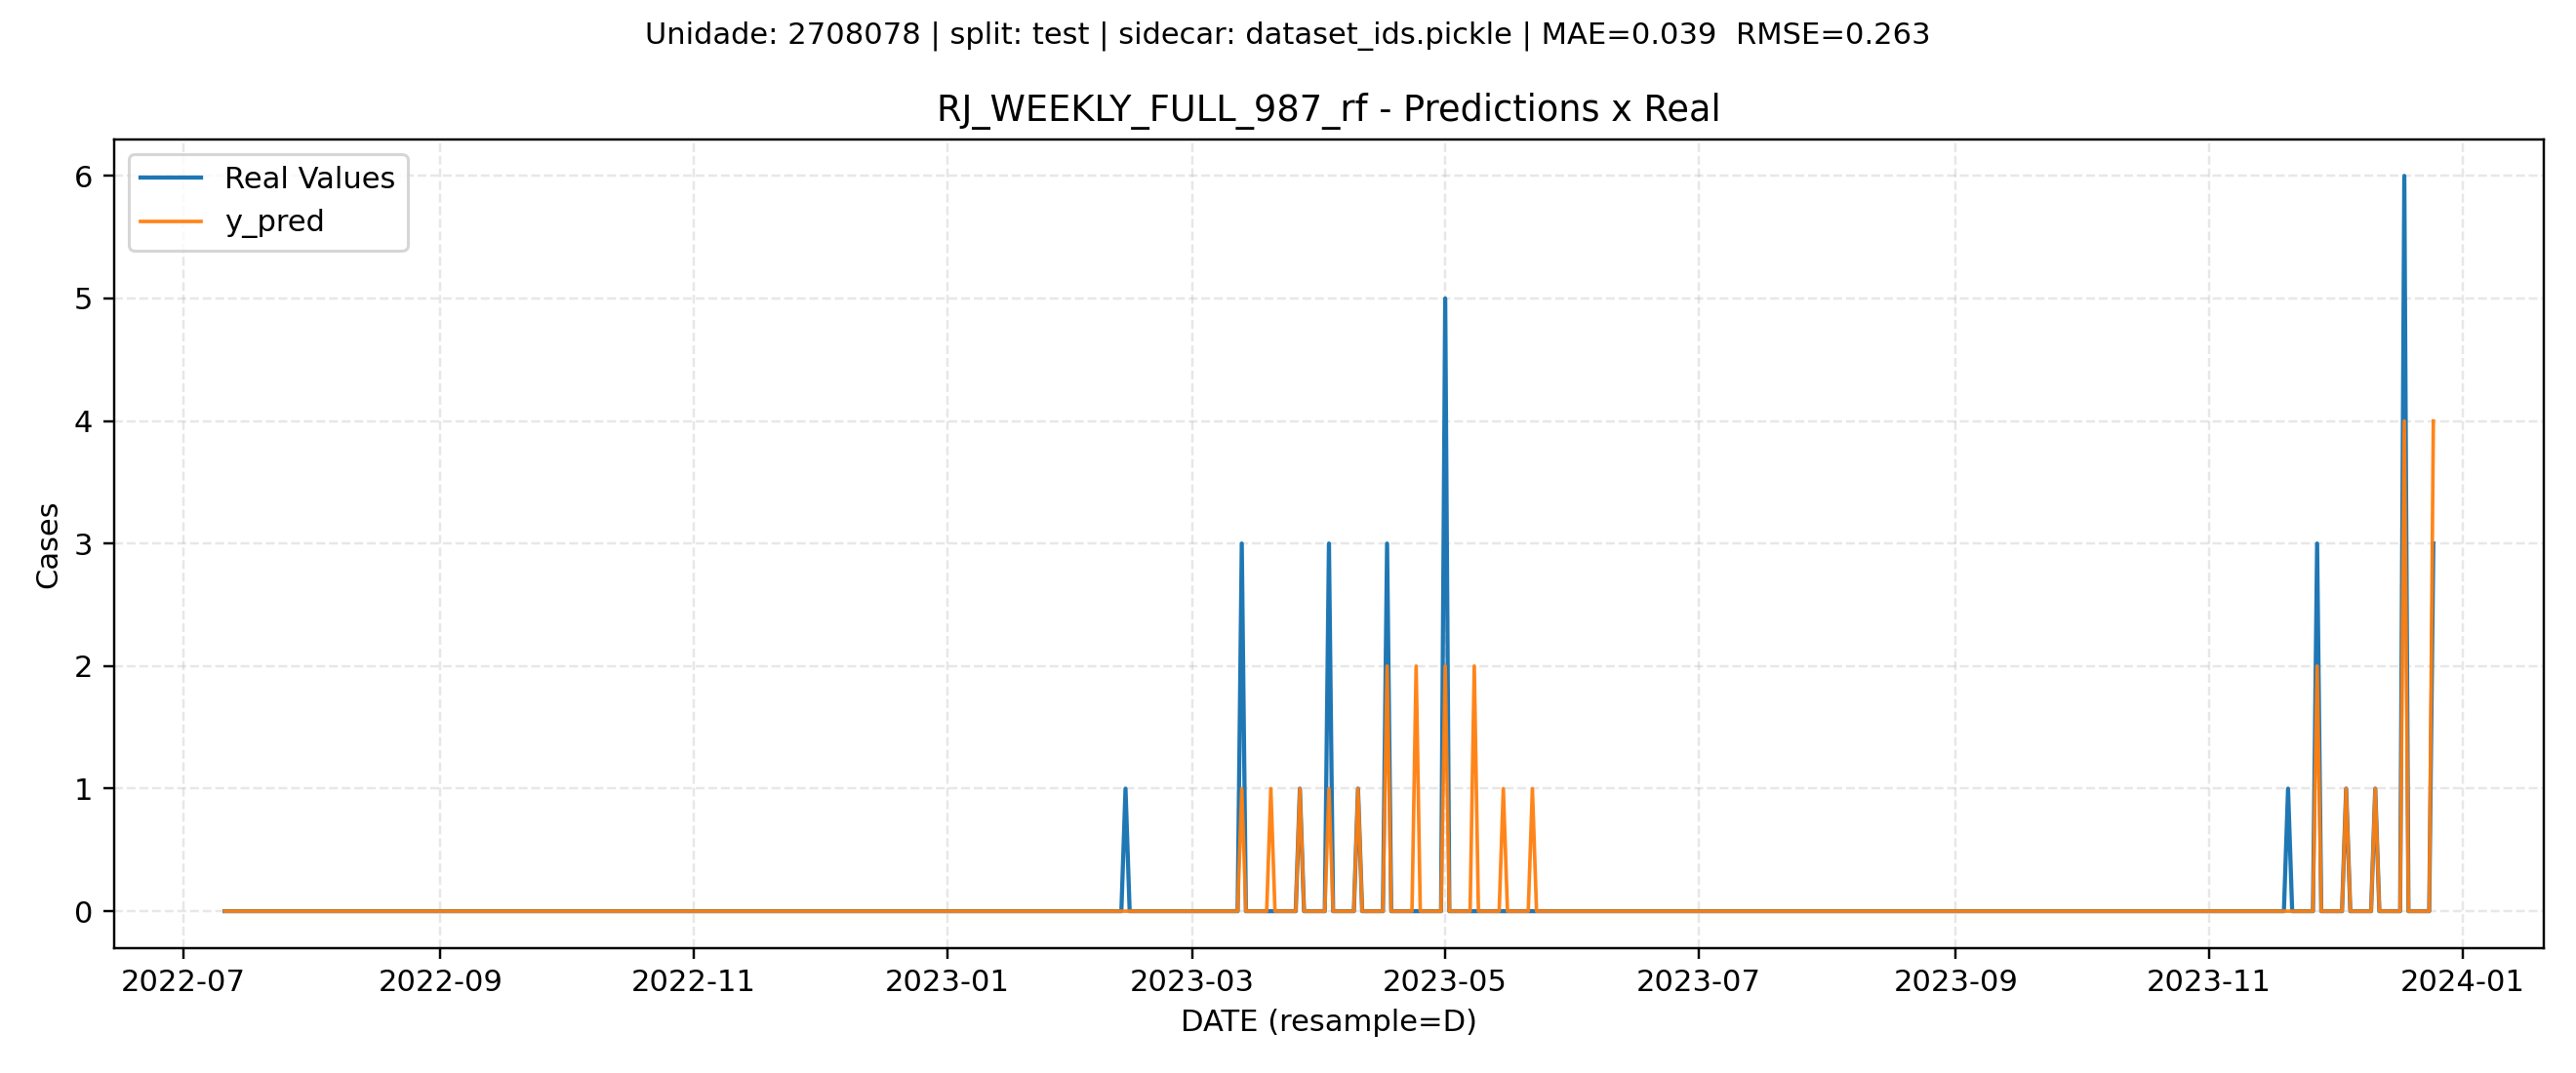 Unidade: 2708078 | split: test | sidecar: dataset_ids.pickle | MAE=0.039  RMSE=0.263
RJ_WEEKLY_FULL_987_rf - Predictions x Real
Real Values
y_pred
6
5
4
3
2
1
0
Cases
2022-07 2022-09 2022-11 2023-01 2023-03 2023-05 2023-07 2023-09 2023-11 2024-01
DATE (resample=D)